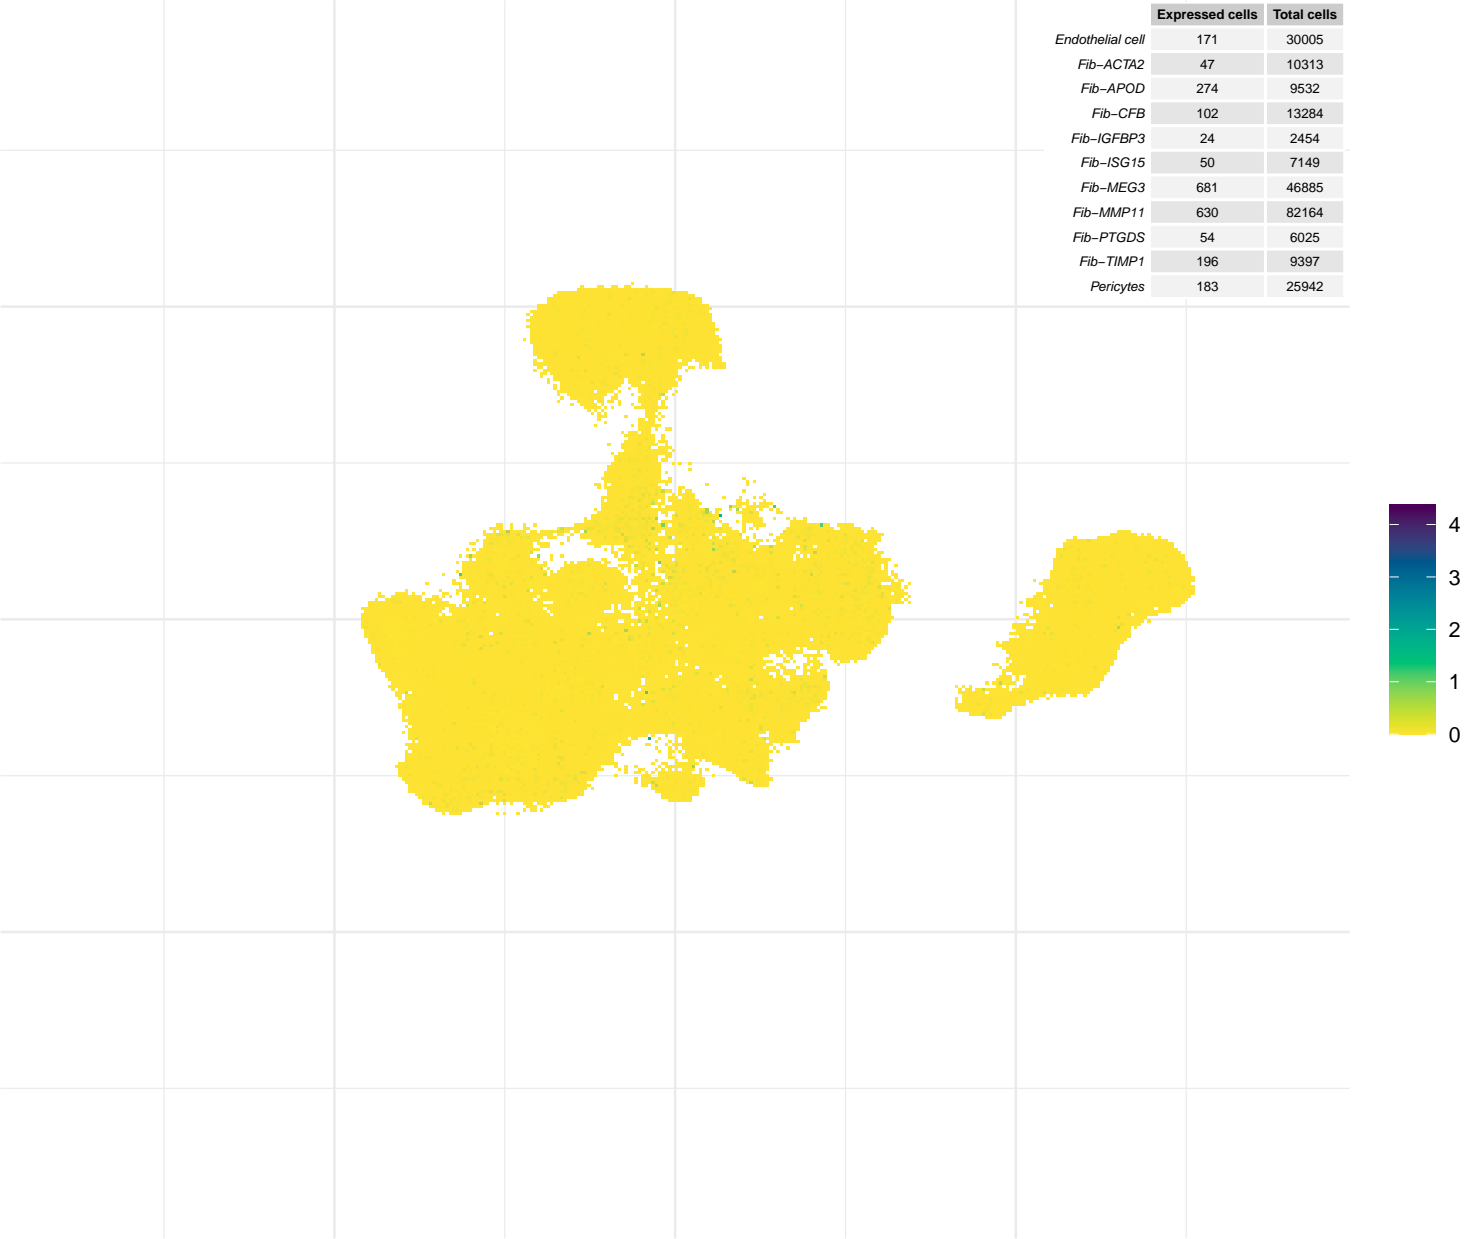 Expressed cells Total cells
Endothelial cell 171 30005
Fib−ACTA2 47 10313
Fib−APOD 274 9532
Fib−CFB 102 13284
Fib−IGFBP3 24 2454
Fib−ISG15 50 7149
Fib−MEG3 681 46885
Fib−MMP11 630 82164
Fib−PTGDS 54 6025
Fib−TIMP1 196 9397
Pericytes 183 25942
4
3
2
1
0